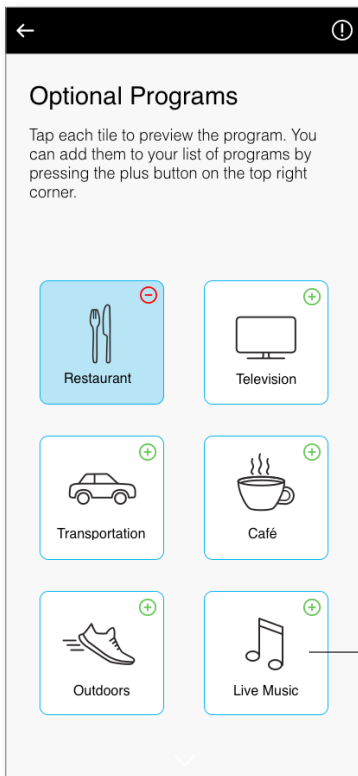 Optional Programs
Tap each tile to preview the program. You
can add them to your list of programs by
pressing the plus button on the top right
corner.
Restaurant
Television
Transportation
Café
Outdoors
Live Music